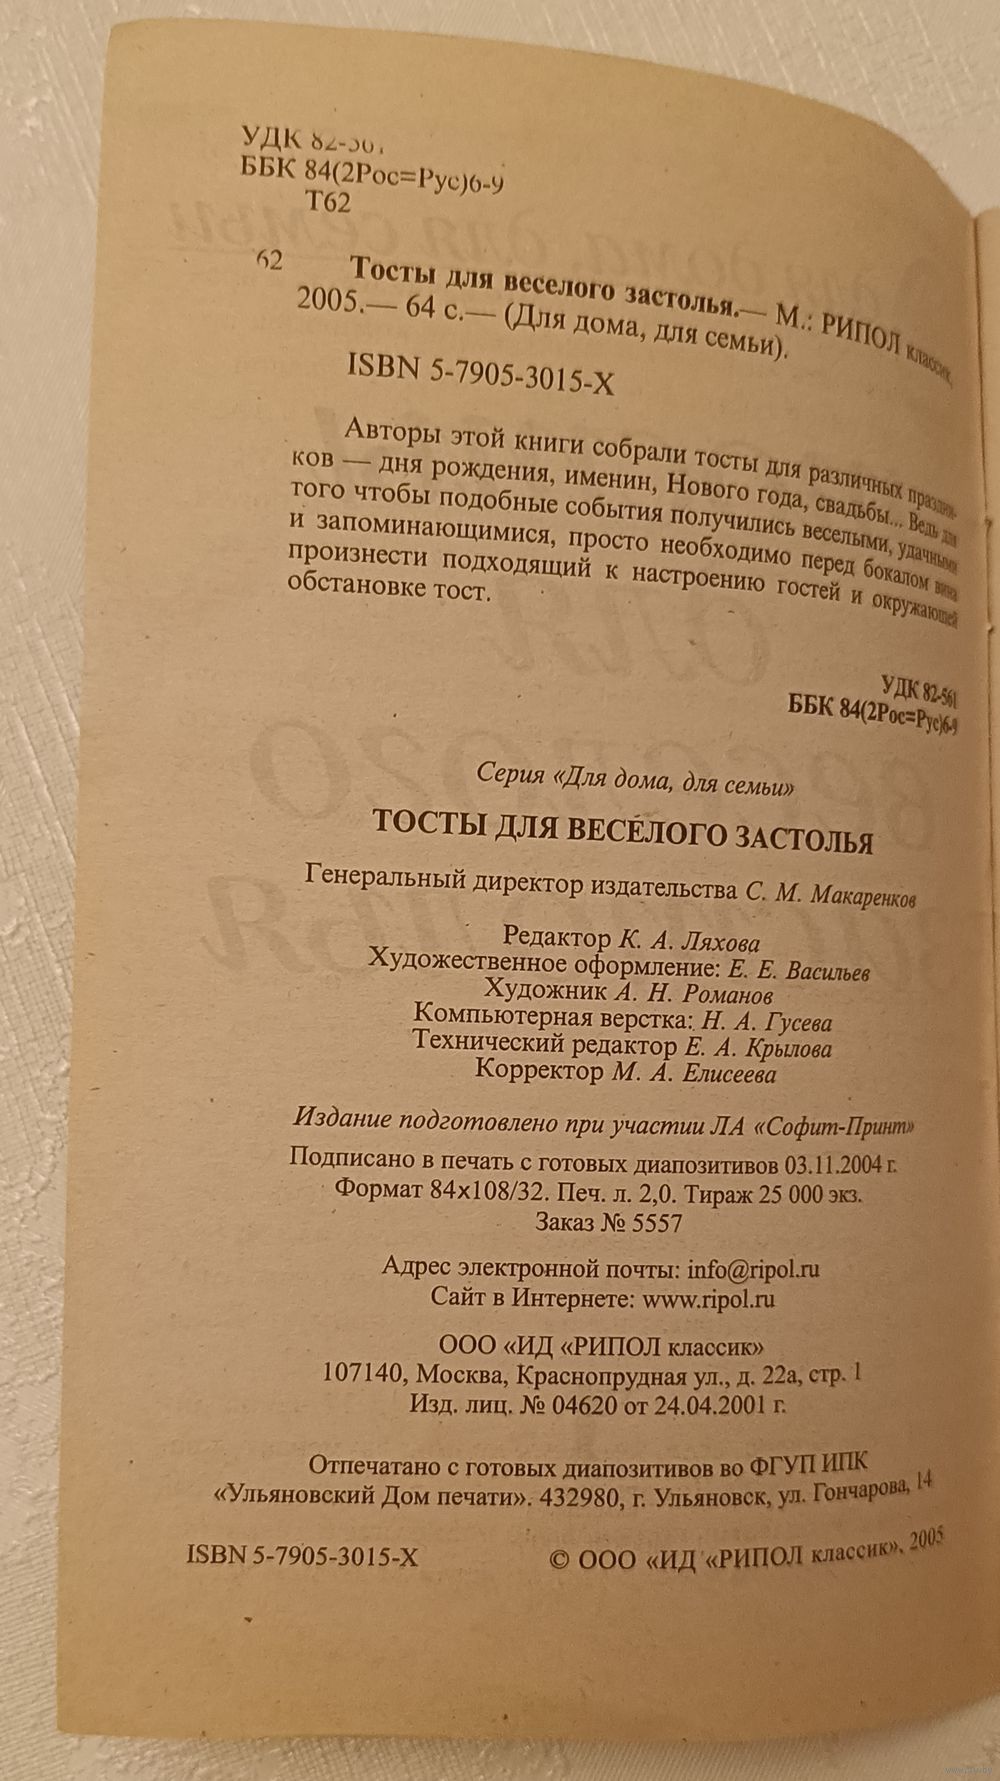 УДК 82-561
ББК 84(2Рос=Рус)6-9
Т62
62 Тосты для веселого застолья.— М.: РИПОЛ классик,
2005.— 64 с.— (Для дома, для семьи).
ISBN 5-7905-3015-X
Авторы этой книги собрали тосты для различных праздни-
ков — дня рождения, именин, Нового года, свадьбы... Ведь для
того чтобы подобные события получились веселыми, удачными
и запоминающимися, просто необходимо перед бокалом вина
произнести подходящий к настроению гостей и окружающей
обстановке тост.
УДК 82-561
ББК 84(2Рос=Рус)6-9
Серия «Для дома, для семьи»
ТОСТЫ ДЛЯ ВЕСЕЛОГО ЗАСТОЛЬЯ
Генеральный директор издательства С. М. Макаренков
Редактор К. А. Ляхова
Художественное оформление: Е. Е. Васильев
Художник А. Н. Романов
Компьютерная верстка: Н. А. Гусева
Технический редактор Е. А. Крылова
Корректор М. А. Елисеева
Издание подготовлено при участии ЛА «Софит-Принт»
Подписано в печать с готовых диапозитивов 03.11.2004 г.
Формат 84х108/32. Печ. л. 2,0. Тираж 25 000 экз.
Заказ № 5557
Адрес электронной почты: info@ripol.ru
Сайт в Интернете: www.ripol.ru
ООО «ИД «РИПОЛ классик»
107140, Москва, Краснопрудная ул., д. 22а, стр. 1
Изд. лиц. № 04620 от 24.04.2001 г.
Отпечатано с готовых диапозитивов во ФГУП ИПК
«Ульяновский Дом печати». 432980, г. Ульяновск, ул. Гончарова, 14
ISBN 5-7905-3015-X © ООО «ИД «РИПОЛ классик», 2005